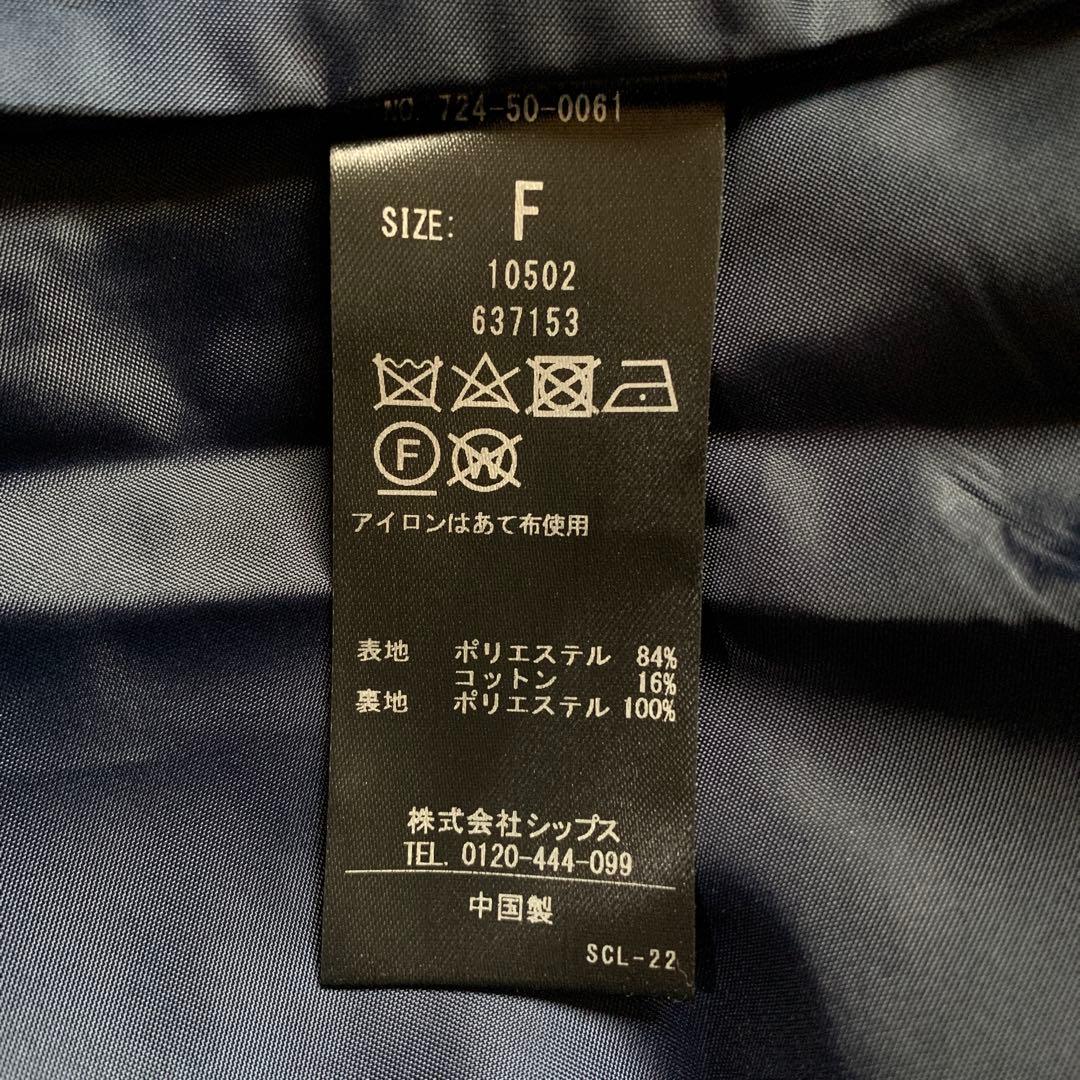 NO. 724-50-0061
SIZE: F
10502
637153
F W
アイロンはあて布使用
表地 ポリエステル 84%
コットン 16%
裏地 ポリエステル 100%
株式会社シップス
TEL. 0120-444-099
中国製
SCL-22